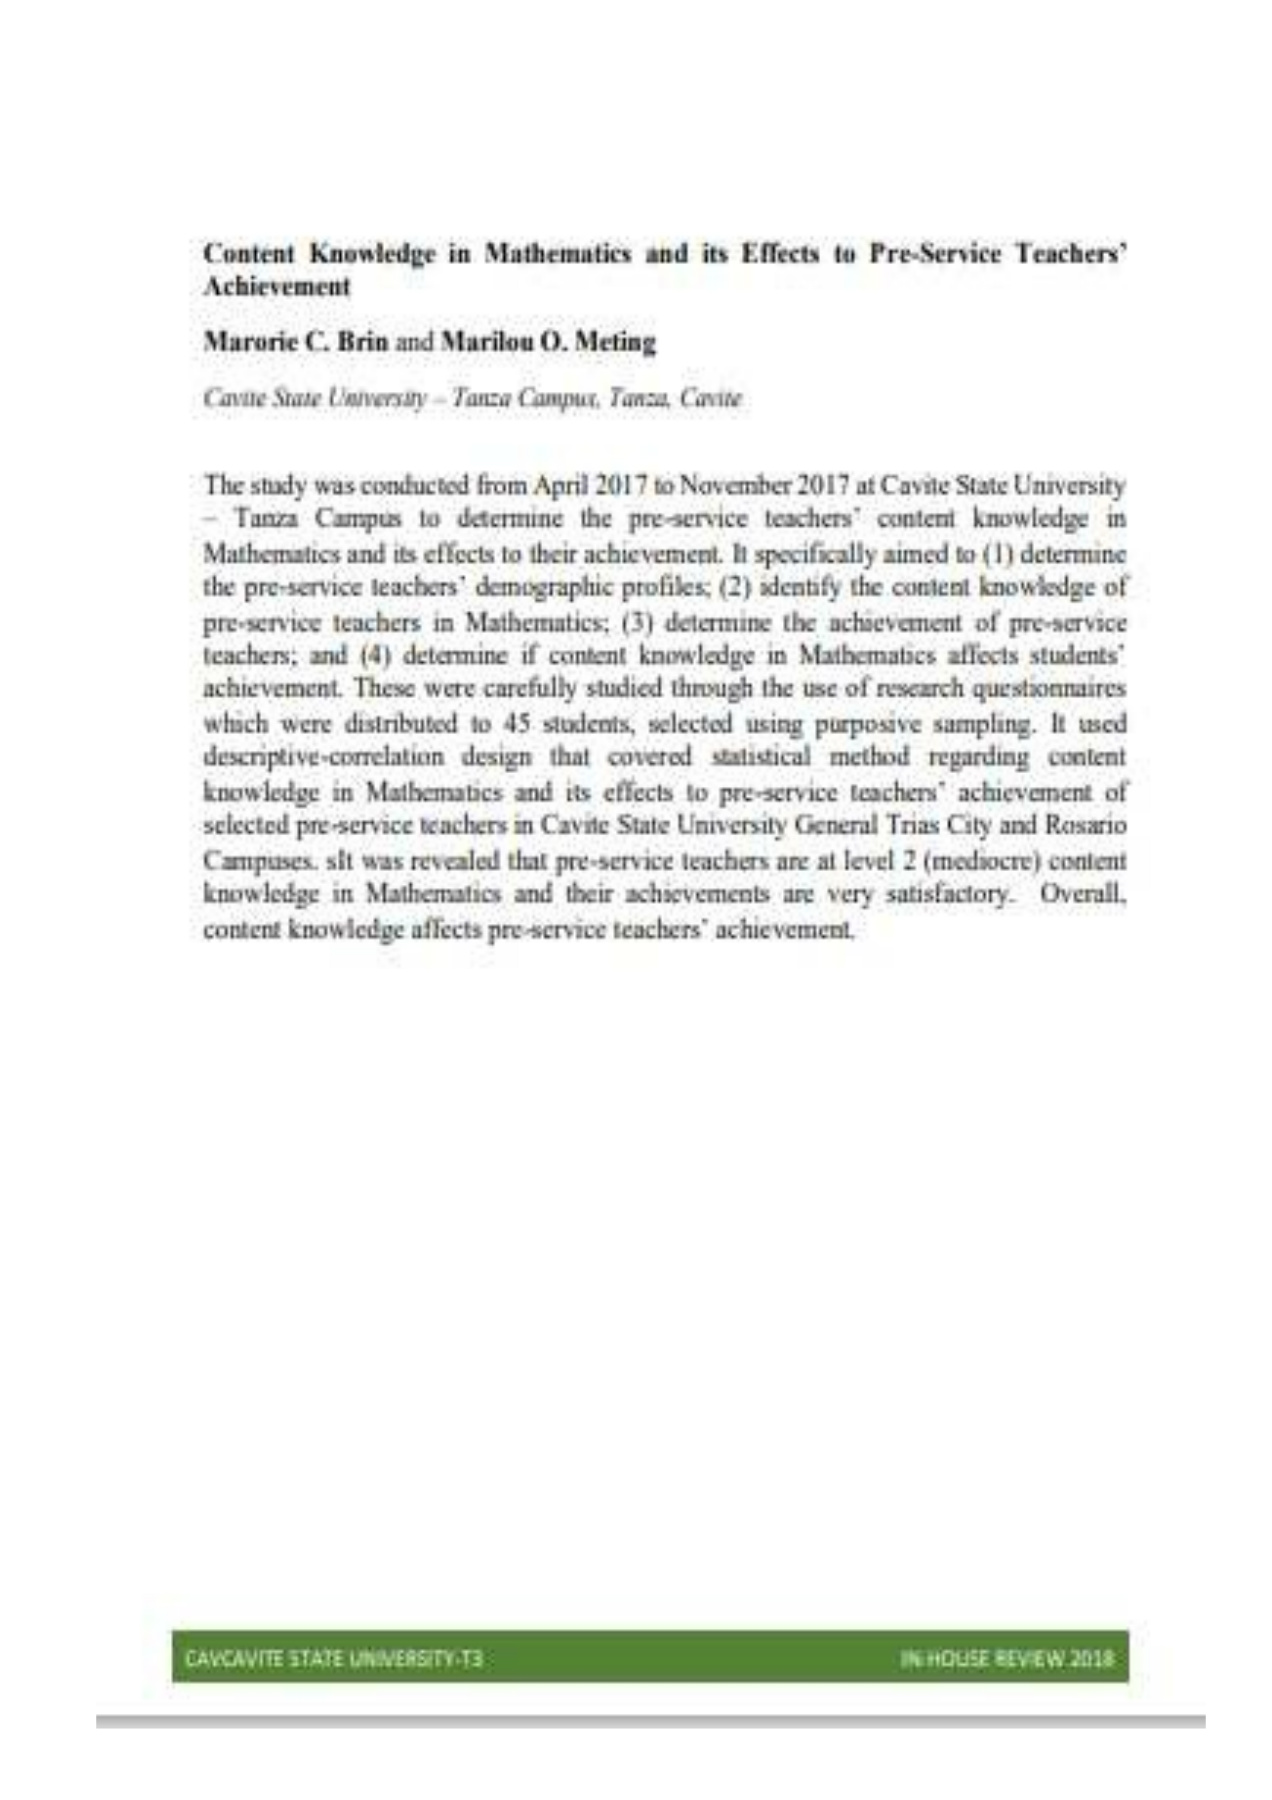 Content Knowledge in Mathematics and its Effects to Pre-Service Teachers’
Achievement
Marorie C. Brin and Marilou O. Meting
Cavite State University – Tanza Campus, Tanza, Cavite
The study was conducted from April 2017 to November 2017 at Cavite State University
– Tanza Campus to determine the pre-service teachers’ content knowledge in
Mathematics and its effects to their achievement. It specifically aimed to (1) determine
the pre-service teachers’ demographic profiles; (2) identify the content knowledge of
pre-service teachers in Mathematics; (3) determine the achievement of pre-service
teachers; and (4) determine if content knowledge in Mathematics affects students’
achievement. These were carefully studied through the use of research questionnaires
which were distributed to 45 students, selected using purposive sampling. It used
descriptive-correlation design that covered statistical method regarding content
knowledge in Mathematics and its effects to pre-service teachers’ achievement of
selected pre-service teachers in Cavite State University General Trias City and Rosario
Campuses. sIt was revealed that pre-service teachers are at level 2 (mediocre) content
knowledge in Mathematics and their achievements are very satisfactory. Overall,
content knowledge affects pre-service teachers’ achievement.
CAVCAVITE STATE UNIVERSITY-T3 IN HOUSE REVIEW 2018